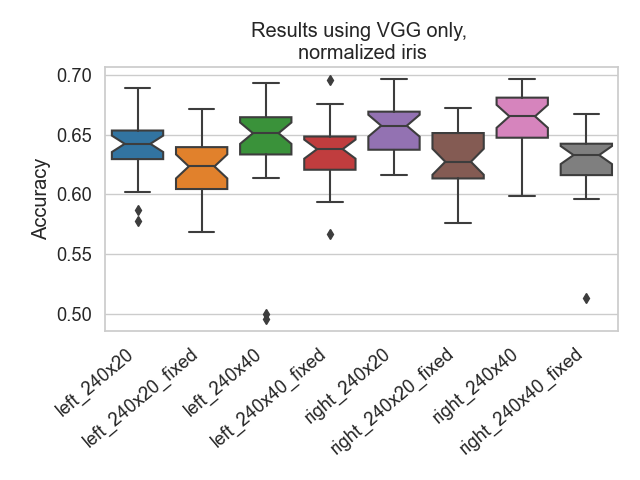 Results using VGG only,
normalized iris
0.70
0.65
0.60
0.55
0.50
Accuracy
left_240x20
left_240x20_fixed
left_240x40
left_240x40_fixed
right_240x20
right_240x20_fixed
right_240x40
right_240x40_fixed